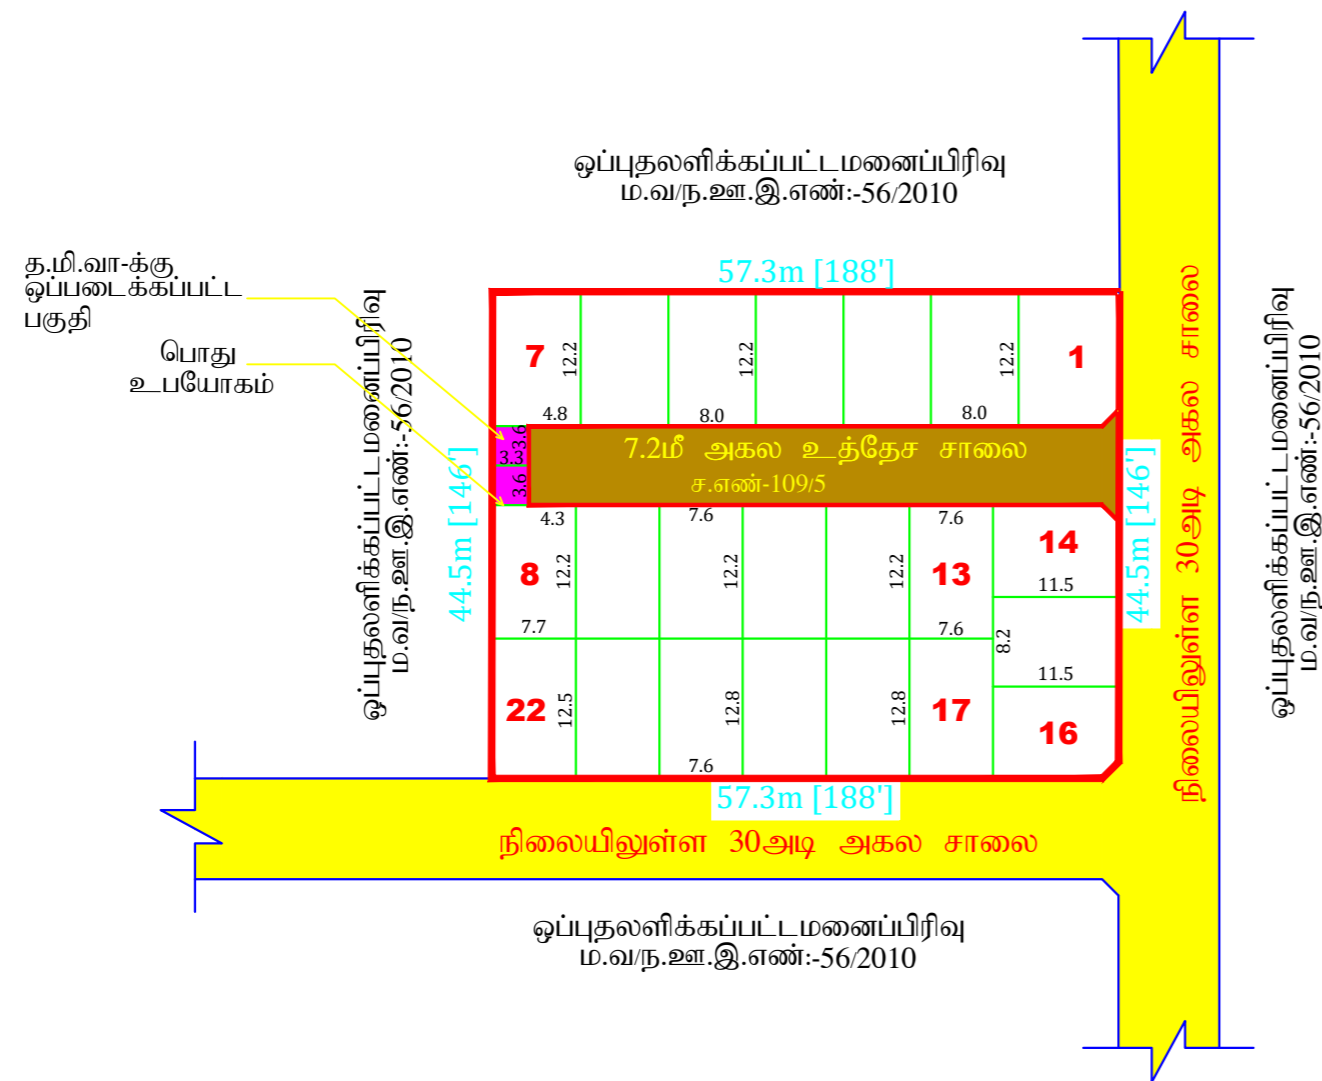 ஒப்புதலளிக்கப்பட்டமனைப்பிரிவு
ம.வ/ந.ஊ.இ.எண்:-56/2010
த.மி.வா-க்கு
ஒப்படைக்கப்பட்ட
பகுதி
பொது
உபயோகம்
ஒப்புதலளிக்கப்பட்டமனைப்பிரிவு
ம.வ/ந.ஊ.இ.எண்:-56/2010
57.3m [188']
44.5m [146']
7
12.2
12.2
12.2
1
4.8
8.0
8.0
3.6
3.3
3.6
7.2மீ அகல உத்தேச சாலை
ச.எண்-109/5
4.3
7.6
7.6
14
8
12.2
12.2
12.2
13
11.5
7.7
7.6
8.2
11.5
22
12.5
12.8
12.8
17
16
7.6
57.3m [188']
44.5m [146']
நிலையிலுள்ள 30அடி அகல சாலை
நிலையிலுள்ள 30அடி அகல சாலை
ஒப்புதலளிக்கப்பட்டமனைப்பிரிவு
ம.வ/ந.ஊ.இ.எண்:-56/2010
ஒப்புதலளிக்கப்பட்டமனைப்பிரிவு
ம.வ/ந.ஊ.இ.எண்:-56/2010